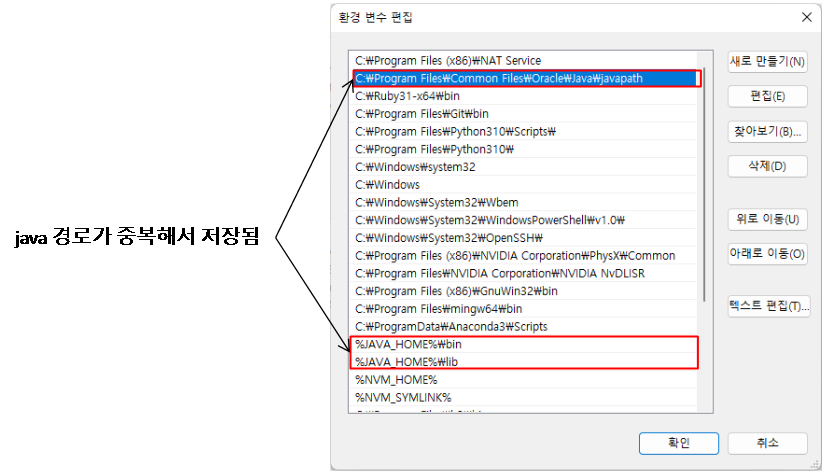 환경 변수 편집
C:₩Program Files (x86)₩NAT Service
C:₩Program Files₩Common Files₩Oracle₩Java₩javapath
C:₩Ruby31-x64₩bin
C:₩Program Files₩Git₩bin
C:₩Program Files₩Python310₩Scripts₩
C:₩Program Files₩Python310₩
C:₩Windows₩system32
C:₩Windows
C:₩Windows₩System32₩Wbem
C:₩Windows₩System32₩WindowsPowerShell₩v1.0₩
C:₩Windows₩System32₩OpenSSH₩
C:₩Program Files (x86)₩NVIDIA Corporation₩PhysX₩Common
C:₩Program Files₩NVIDIA Corporation₩NVIDIA NvDLISR
C:₩Program Files (x86)₩GnuWin32₩bin
C:₩Program Files₩mingw64₩bin
C:₩ProgramData₩Anaconda3₩Scripts
%JAVA_HOME%₩bin
%JAVA_HOME%₩lib
%NVM_HOME%
%NVM_SYMLINK%
새로 만들기(N)
편집(E)
찾아보기(B)...
삭제(D)
위로 이동(U)
아래로 이동(O)
텍스트 편집(T)...
확인
취소
java 경로가 중복해서 저장됨